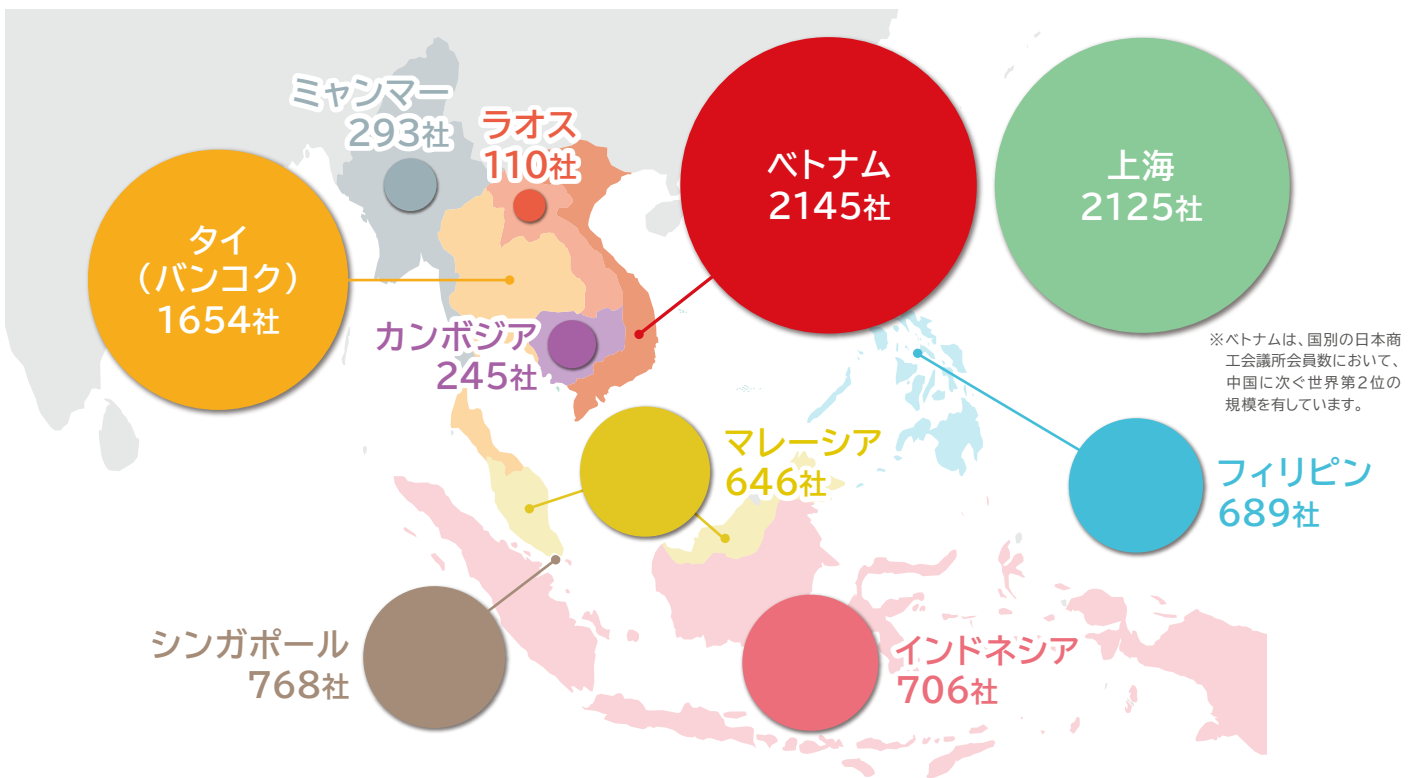 ミャンマー
293社
ラオス
110社
ベトナム
2145社
上海
2125社
タイ
(バンコク)
1654社
カンボジア
245社
※ベトナムは、国別の日本商
工会議所会員数において、
中国に次ぐ世界第2位の
規模を有しています。
マレーシア
646社
フィリピン
689社
シンガポール
768社
インドネシア
706社